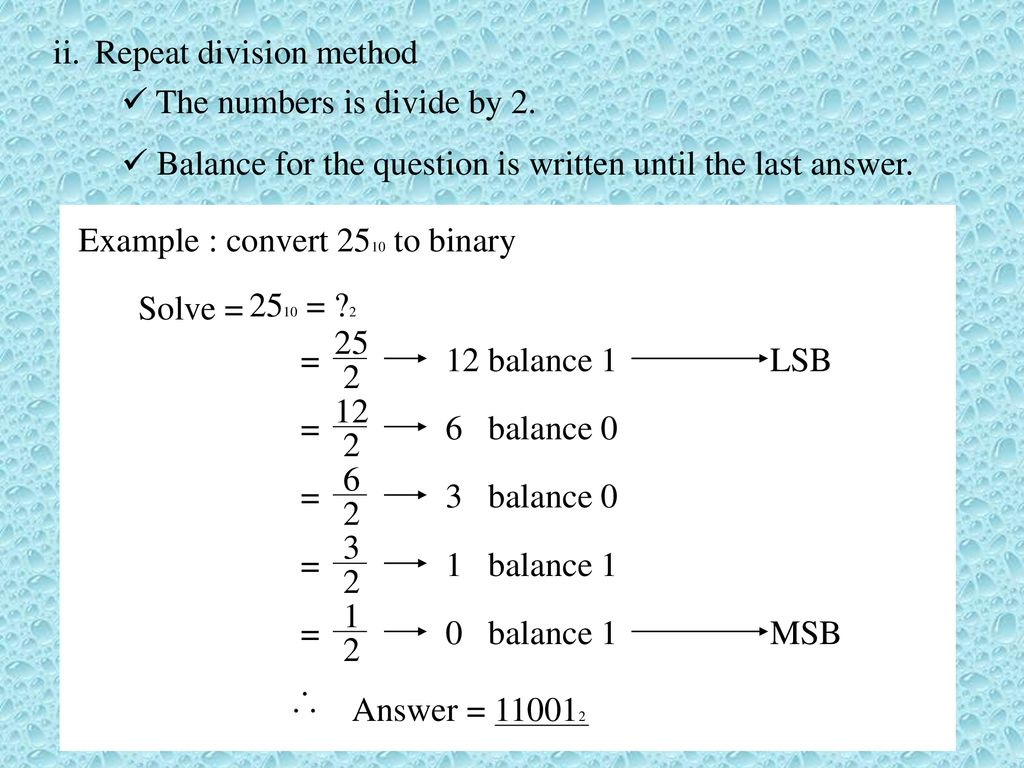 ii. Repeat division method
✓ The numbers is divide by 2.
✓ Balance for the question is written until the last answer.
Example : convert 25₁₀ to binary
Solve = 25₁₀ = ?₂
= 25/2 → 12 balance 1 → LSB
= 12/2 → 6 balance 0
= 6/2 → 3 balance 0
= 3/2 → 1 balance 1
= 1/2 → 0 balance 1 → MSB
∴ Answer = 11001₂